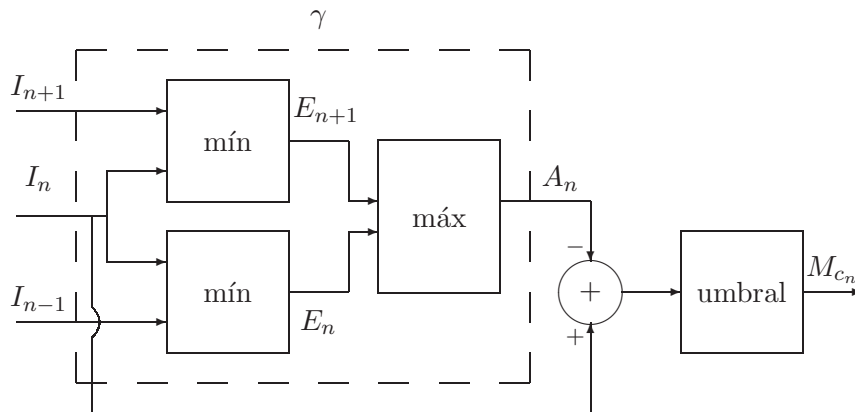 γ
I_{n+1}
mín
E_{n+1}
I_n
máx
A_n
−
+
umbral
M_{c_n}
I_{n−1}
mín
E_n
+